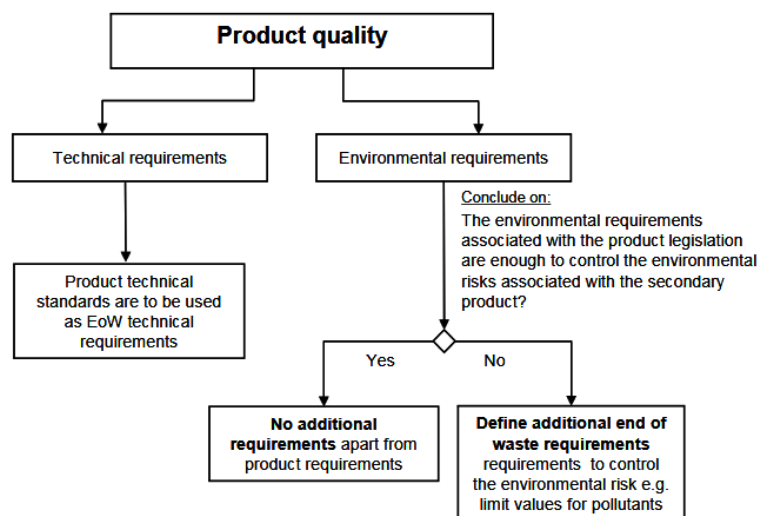 Product quality
Technical requirements
Environmental requirements
Conclude on:
The environmental requirements
associated with the product legislation
are enough to control the environmental
risks associated with the secondary
product?
Product technical
standards are to be used
as EoW technical
requirements
Yes
No
No additional
requirements apart from
product requirements
Define additional end of
waste requirements
requirements to control
the environmental risk e.g.
limit values for pollutants